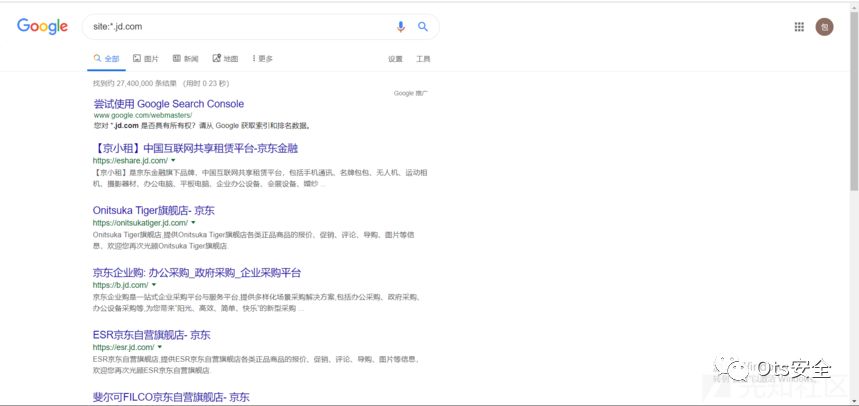 Google
site:*.jd.com
包
全部 图片 新闻 地图 更多 设置 工具
找到约 27,400,000 条结果 (用时 0.23 秒)
Google 推广
尝试使用 Google Search Console
www.google.com/webmasters/
您对 *.jd.com 是否具有所有权？请从 Google 获取索引和排名数据。
【京小租】中国互联网共享租赁平台-京东金融
https://eshare.jd.com/
【京小租】是京东金融旗下品牌、中国互联网共享租赁平台，包括手机通讯、名牌包包、无人机、运动相
机、摄影器材、办公电脑、平板电脑、企业办公设备、会展设备、婚纱 ...
Onitsuka Tiger旗舰店- 京东
https://onitsukatiger.jd.com/
Onitsuka Tiger旗舰店,提供Onitsuka Tiger旗舰店各类正品商品的报价、促销、评论、导购、图片等信
息，欢迎您再次光顾Onitsuka Tiger旗舰店
京东企业购: 办公采购_政府采购_企业采购平台
https://b.jd.com/
京东企业购是一站式企业采购平台与服务平台,提供多样化场景采购解决方案,包括办公采购、政府采购、
办公设备采购等,为您带来"阳光、高效、简单、快乐"的新型采购 ...
ESR京东自营旗舰店- 京东
https://esr.jd.com/
ESR京东自营旗舰店,提供ESR京东自营旗舰店各类正品商品的报价、促销、评论、导购、图片等信息，
欢迎您再次光顾ESR京东自营旗舰店
斐尔可FILCO京东自营旗舰店- 京东
Ots安全
先知社区